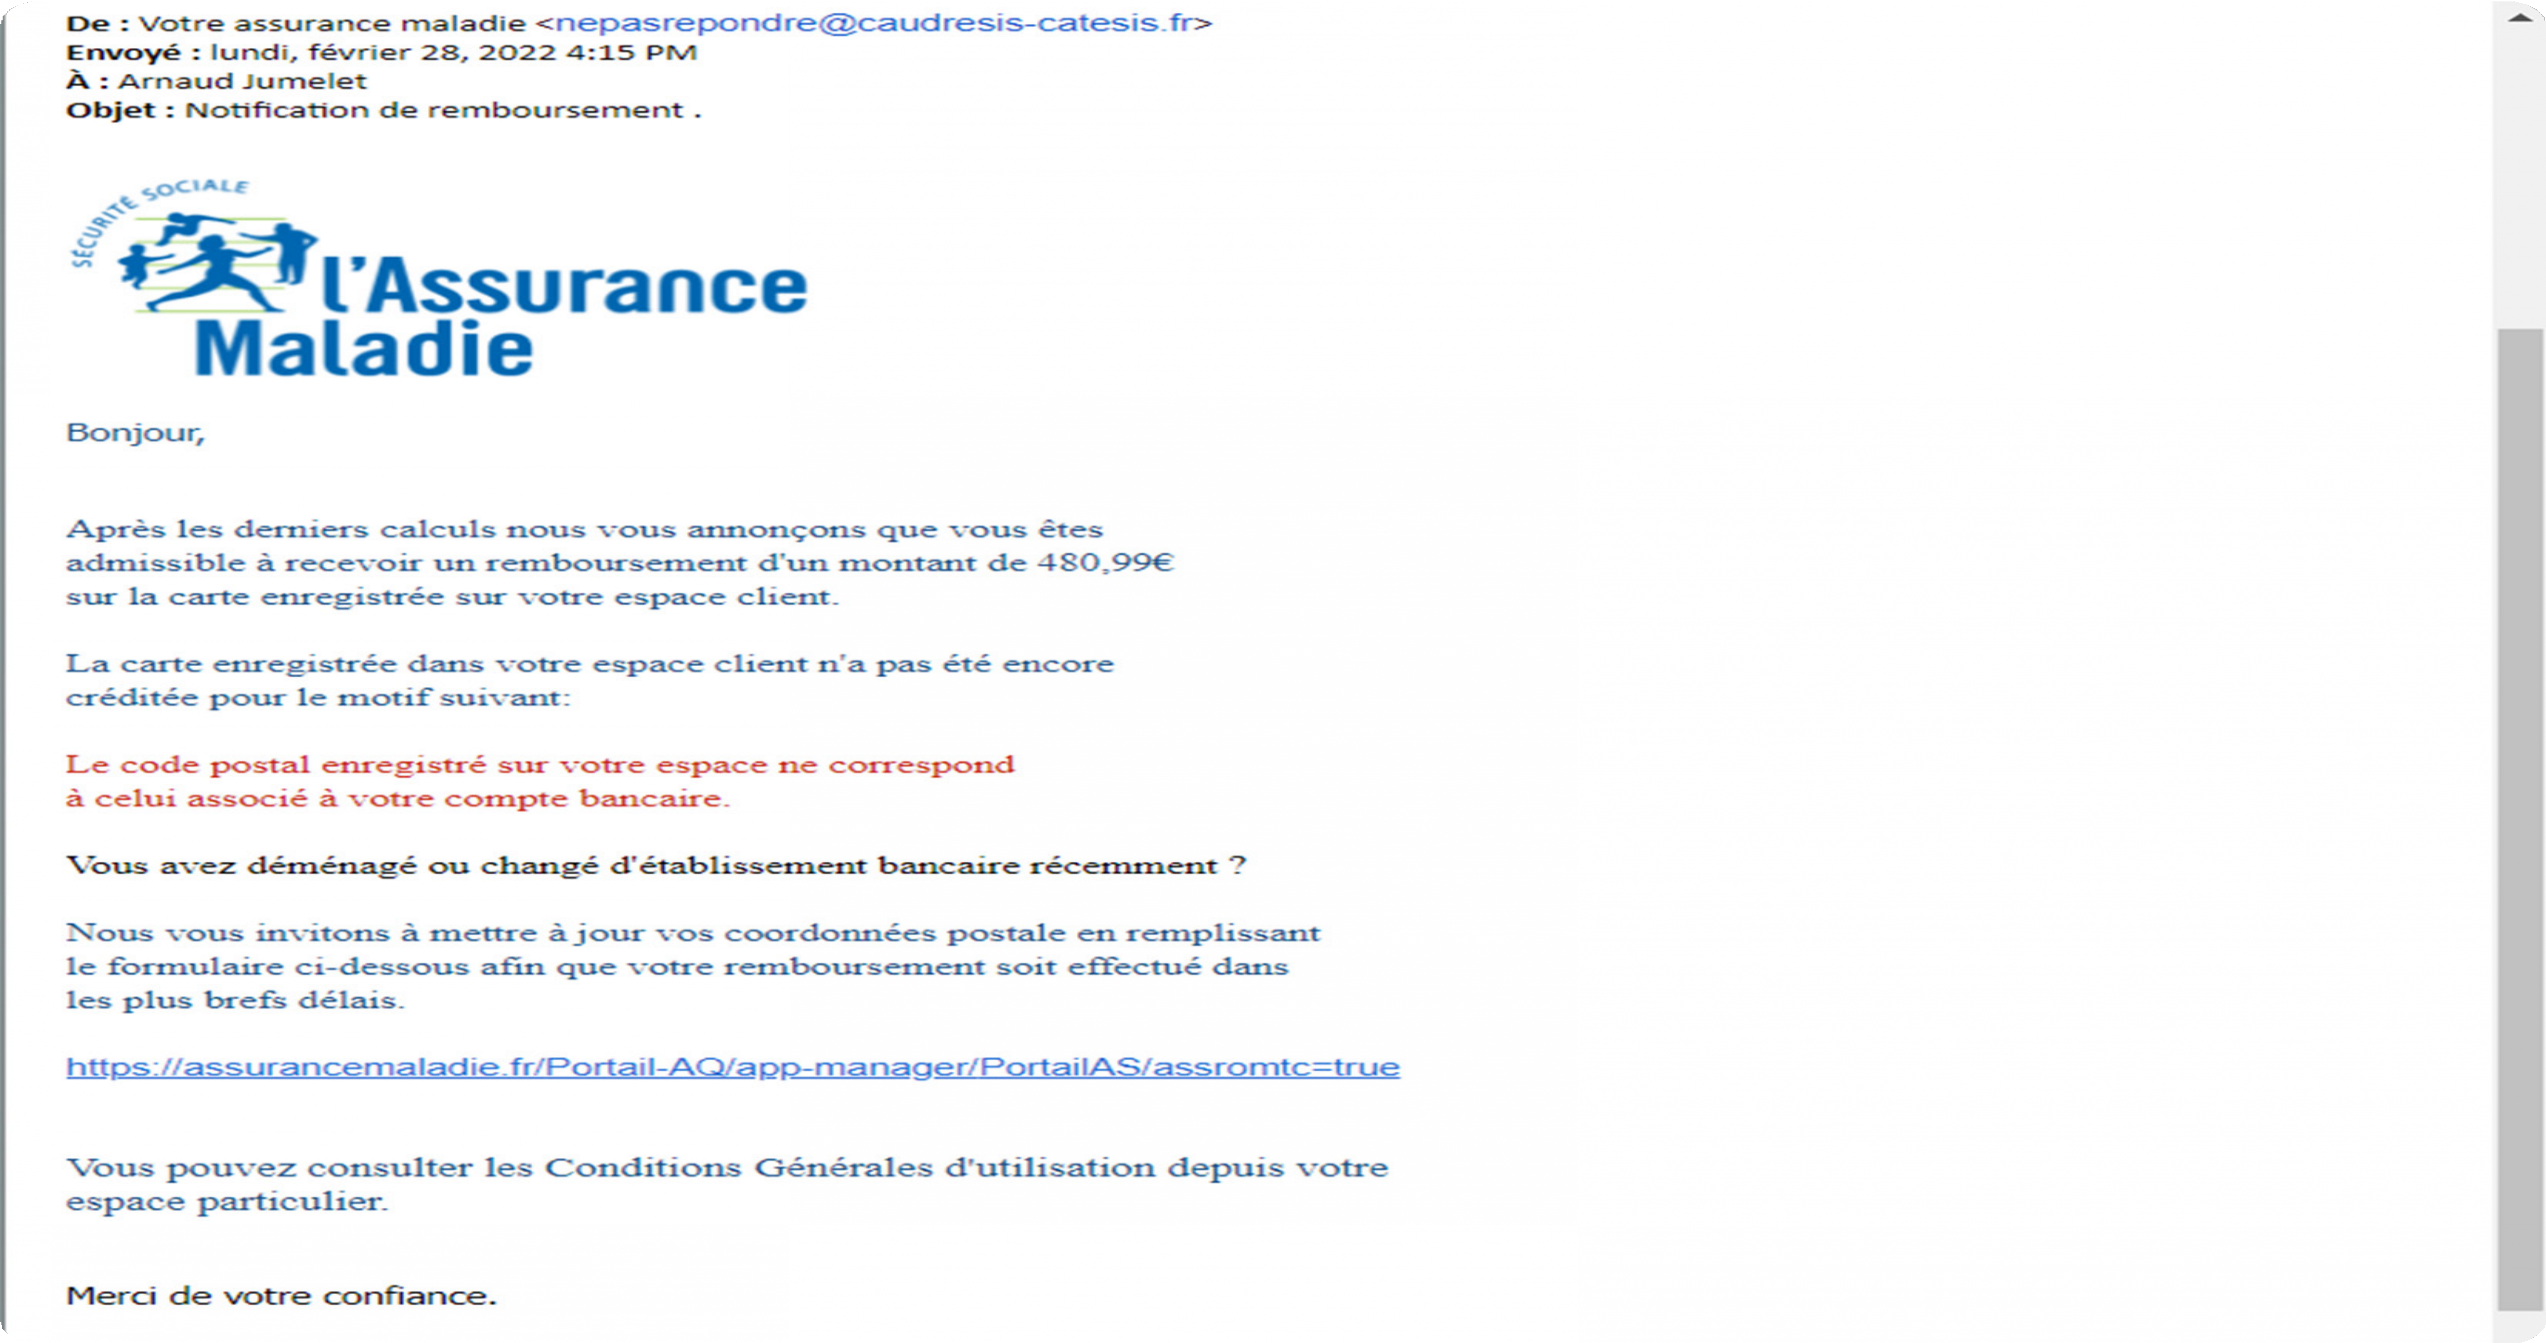 De : Votre assurance maladie <nepasrepondre@caudresis-catesis.fr>
Envoyé : lundi, février 28, 2022 4:15 PM
À : Arnaud Jumelet
Objet : Notification de remboursement .
SÉCURITÉ SOCIALE
l'Assurance
Maladie
Bonjour,
Après les derniers calculs nous vous annonçons que vous êtes
admissible à recevoir un remboursement d'un montant de 480,99€
sur la carte enregistrée sur votre espace client.
La carte enregistrée dans votre espace client n'a pas été encore
créditée pour le motif suivant:
Le code postal enregistré sur votre espace ne correspond
à celui associé à votre compte bancaire.
Vous avez déménagé ou changé d'établissement bancaire récemment ?
Nous vous invitons à mettre à jour vos coordonnées postale en remplissant
le formulaire ci-dessous afin que votre remboursement soit effectué dans
les plus brefs délais.
https://assurancemaladie.fr/Portail-AQ/app-manager/PortailAS/assromtc=true
Vous pouvez consulter les Conditions Générales d'utilisation depuis votre
espace particulier.
Merci de votre confiance.